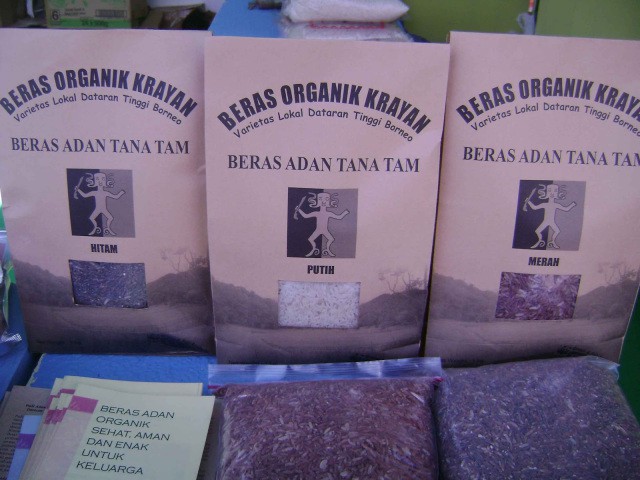 BERAS ORGANIK KRAYAN
Varietas Lokal Dataran Tinggi Borneo
BERAS ADAN TANA TAM
HITAM
BERAS ORGANIK KRAYAN
Varietas Lokal Dataran Tinggi Borneo
BERAS ADAN TANA TAM
PUTIH
BERAS ORGANIK KRAYAN
Varietas Lokal Dataran Tinggi Borneo
BERAS ADAN TANA TAM
MERAH
BERAS ADAN
ORGANIK
SEHAT, AMAN
DAN ENAK
UNTUK
KELUARGA